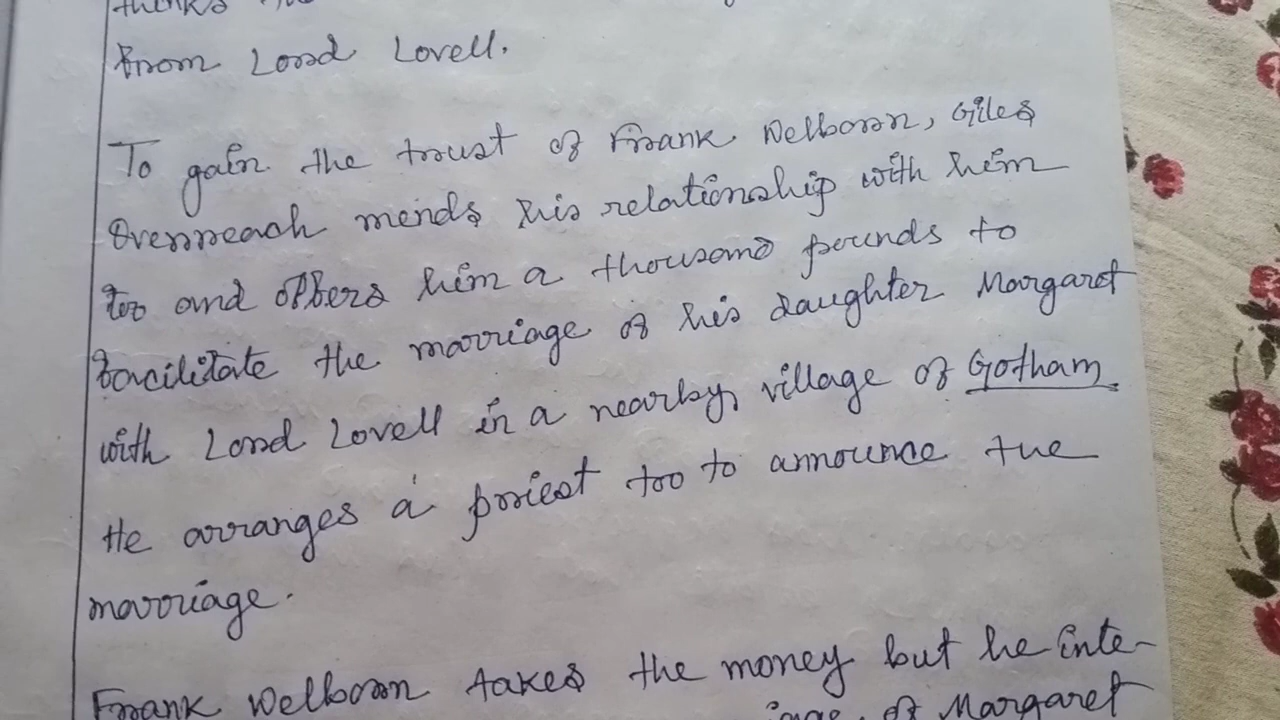 thinks
From Lord Lovell.
To gain the trust of Frank Welborn, Giles
Overreach mends his relationship with him
too and offers him a thousand pounds to
facilitate the marriage of his daughter Margaret
with Lord Lovell in a nearby village of Gotham.
He arranges a priest too to announce the
marriage.
Frank Welborn takes the money but he inte-
of Margaret